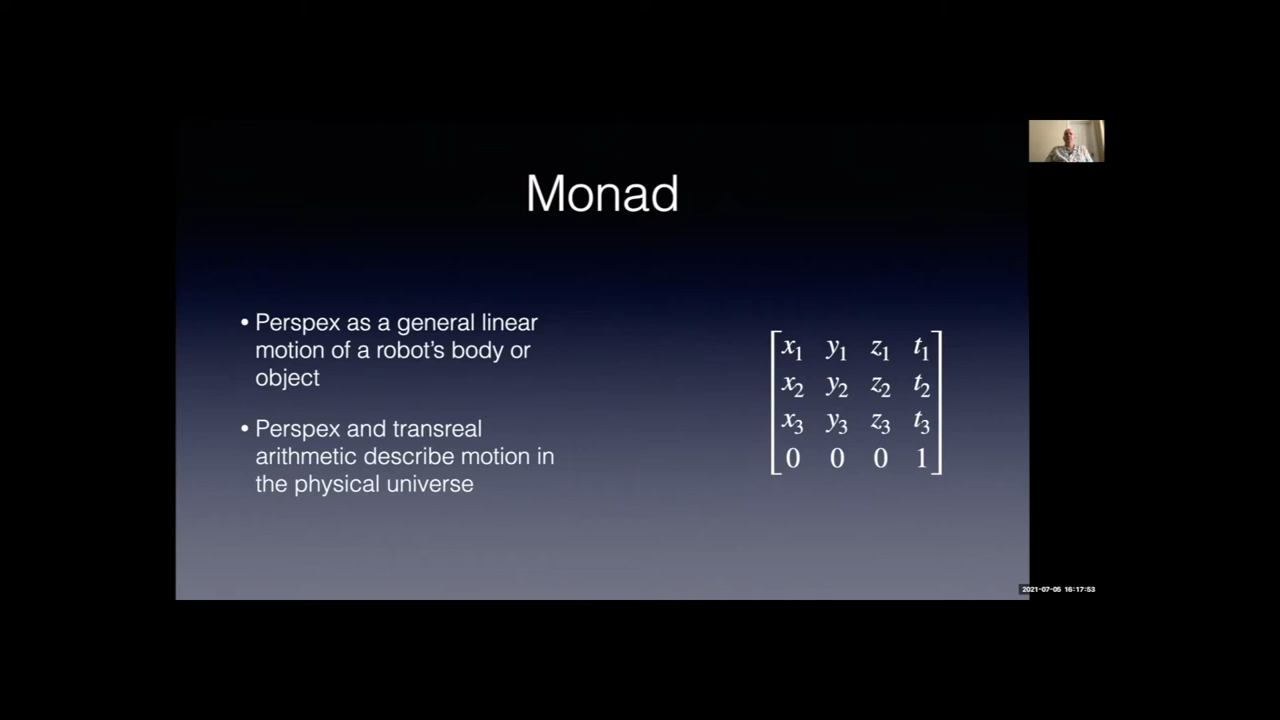 Monad
• Perspex as a general linear
motion of a robot's body or
object
• Perspex and transreal
arithmetic describe motion in
the physical universe
x₁ y₁ z₁ t₁
x₂ y₂ z₂ t₂
x₃ y₃ z₃ t₃
0 0 0 1
2021-07-05 16:17:53